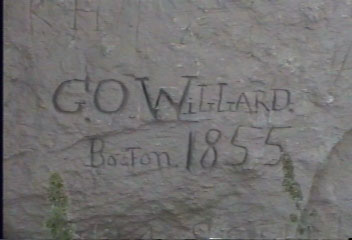 R H
G.O. WILLARD.
Boston. 1855